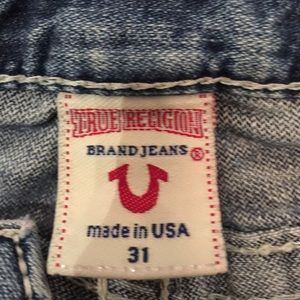 TRUE RELIGION
BRAND JEANS ®
made in USA
31